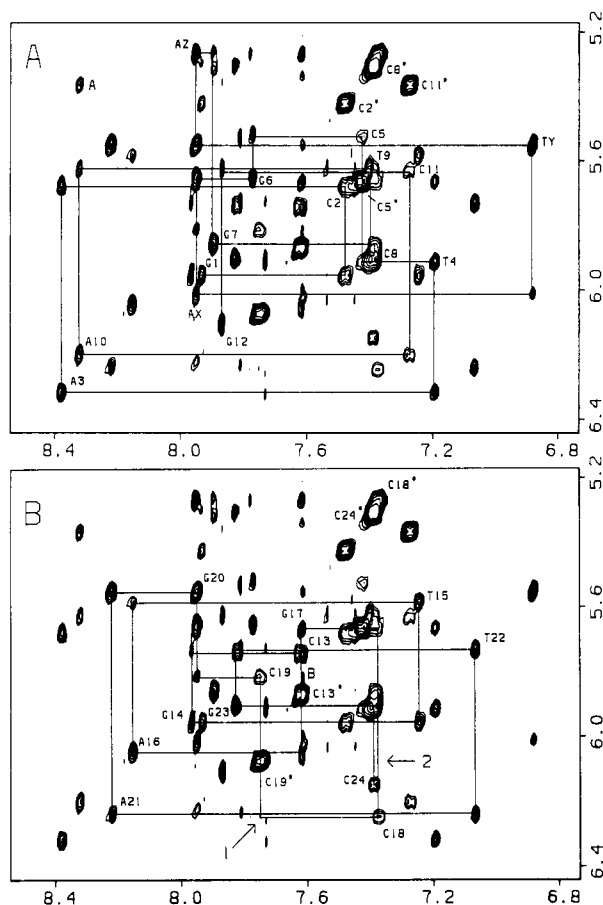 A
AZ
C8*
A
C2*
C11*
C5
TY
T9
C11
G6
C2
C5*
G7
C8
G1
T4
AX
G12
A10
A3
5.2
5.6
6.0
6.4
8.4 8.0 7.6 7.2 6.8
B
C18*
C24*
G20
T15
G17
C13
T22
C19
B
C13*
G14
G23
A16
2
C19*
C24
A21
1
C18
5.2
5.6
6.0
6.4
8.4 8.0 7.6 7.2 6.8